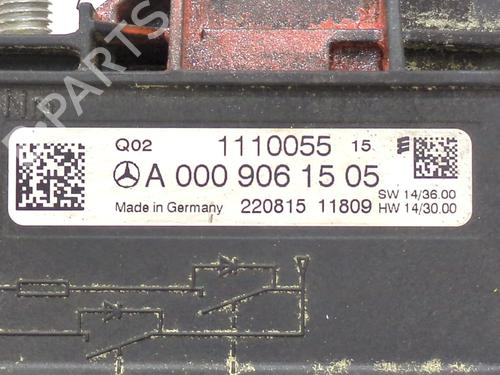 B-PARTS
Q02 1110055 15 E
A 000 906 15 05
SW 14/36.00
Made in Germany 220815 11809 HW 14/30.00